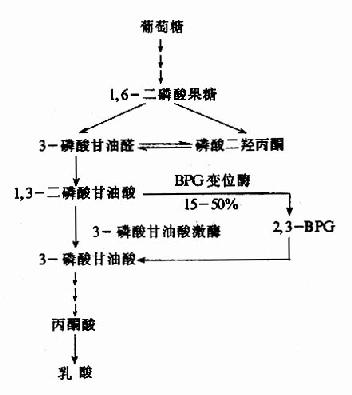 葡萄糖
1,6-二磷酸果糖
3-磷酸甘油醛
磷酸二羟丙酮
1,3-二磷酸甘油酸
BPG变位酶
15-50%
2,3-BPG
3-磷酸甘油酸激酶
3-磷酸甘油酸
丙酮酸
乳酸